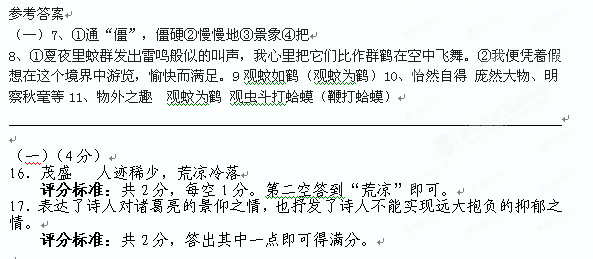 参考答案
（一）7、①通“僵”，僵硬②慢慢地③景象④把
8、①夏夜里蚊群发出雷鸣般似的叫声，我心里把它们比作群鹤在空中飞舞。②我便凭着假
想在这个境界中游览，愉快而满足。9 观蚊如鹤（观蚊为鹤）10、怡然自得 庞然大物、明
察秋毫等 11、物外之趣 观蚊为鹤 观虫斗打蛤蟆（鞭打蛤蟆）
（一）（4分）
16．茂盛 人迹稀少，荒凉冷落
评分标准：共2分，每空1分。第二空答到“荒凉”即可。
17．表达了诗人对诸葛亮的景仰之情，也抒发了诗人不能实现远大抱负的抑郁之
情。
评分标准：共2分，答出其中一点即可得满分。